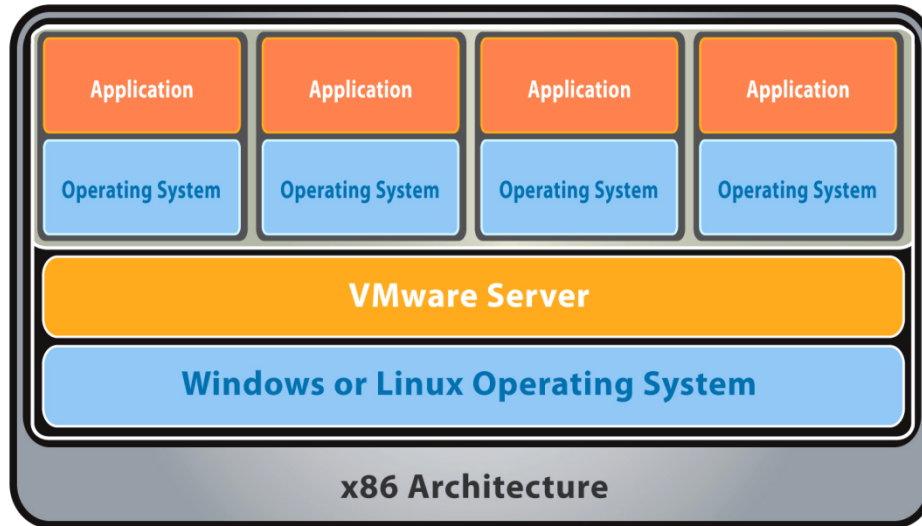 Application
Application
Application
Application
Operating System
Operating System
Operating System
Operating System
VMware Server
Windows or Linux Operating System
x86 Architecture